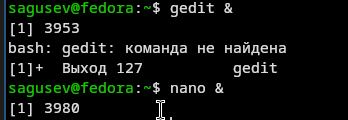 sagusev@fedora:~$ gedit &
[1] 3953
bash: gedit: команда не найдена
[1]+  Выход 127           gedit
sagusev@fedora:~$ nano &
[1] 3980